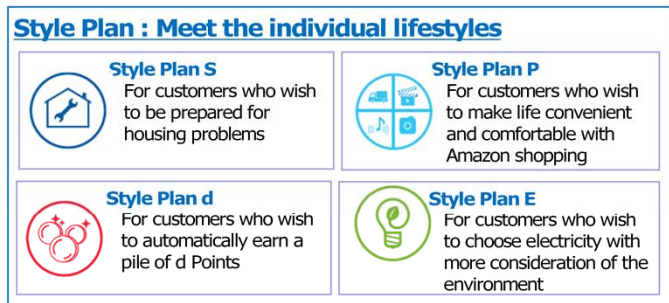 Style Plan : Meet the individual lifestyles
Style Plan S
For customers who wish
to be prepared for
housing problems
Style Plan P
For customers who wish
to make life convenient
and comfortable with
Amazon shopping
Style Plan d
For customers who wish
to automatically earn a
pile of d Points
Style Plan E
For customers who wish
to choose electricity with
more consideration of the
environment